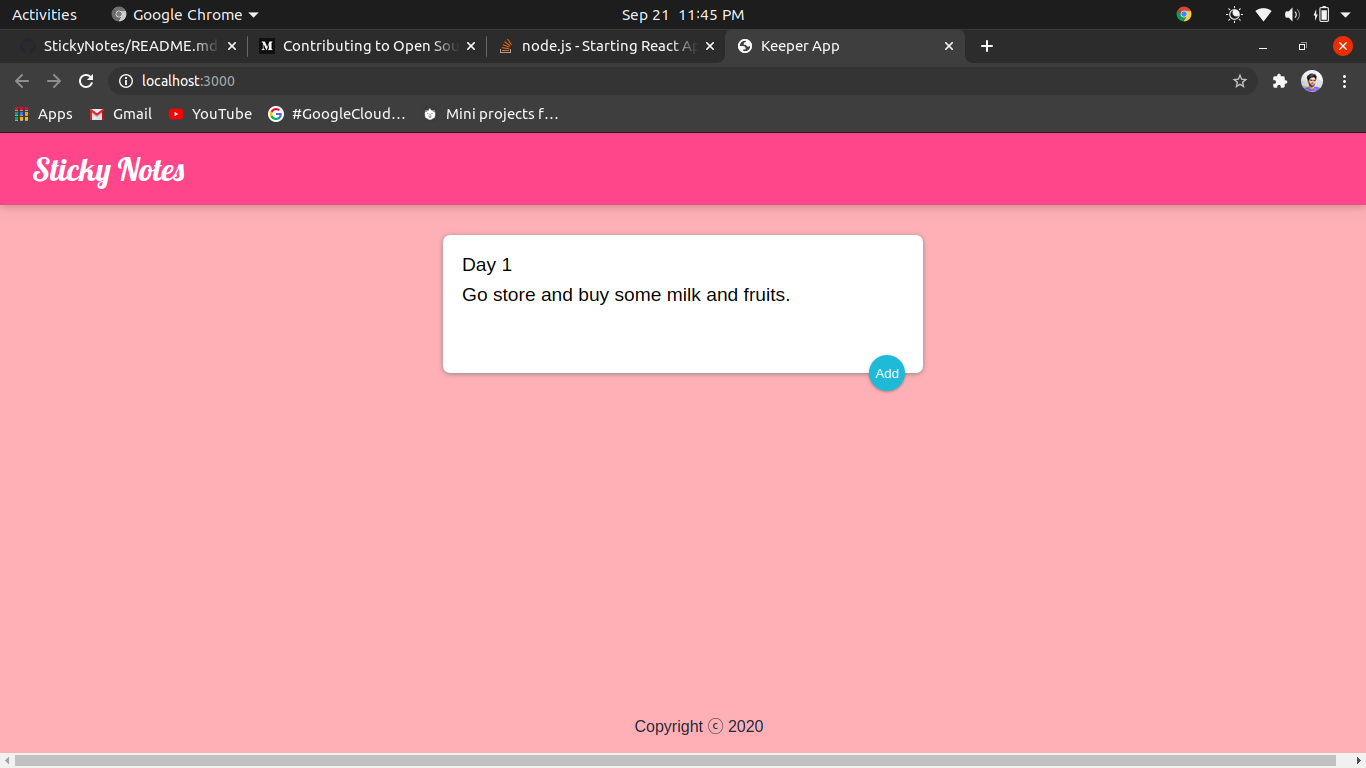 Activities Google Chrome Sep 21 11:45 PM
StickyNotes/README.md Contributing to Open Sou node.js - Starting React Ap Keeper App
localhost:3000
Apps Gmail YouTube #GoogleCloud… Mini projects f…
Sticky Notes
Day 1
Go store and buy some milk and fruits.
Add
Copyright ⓒ 2020